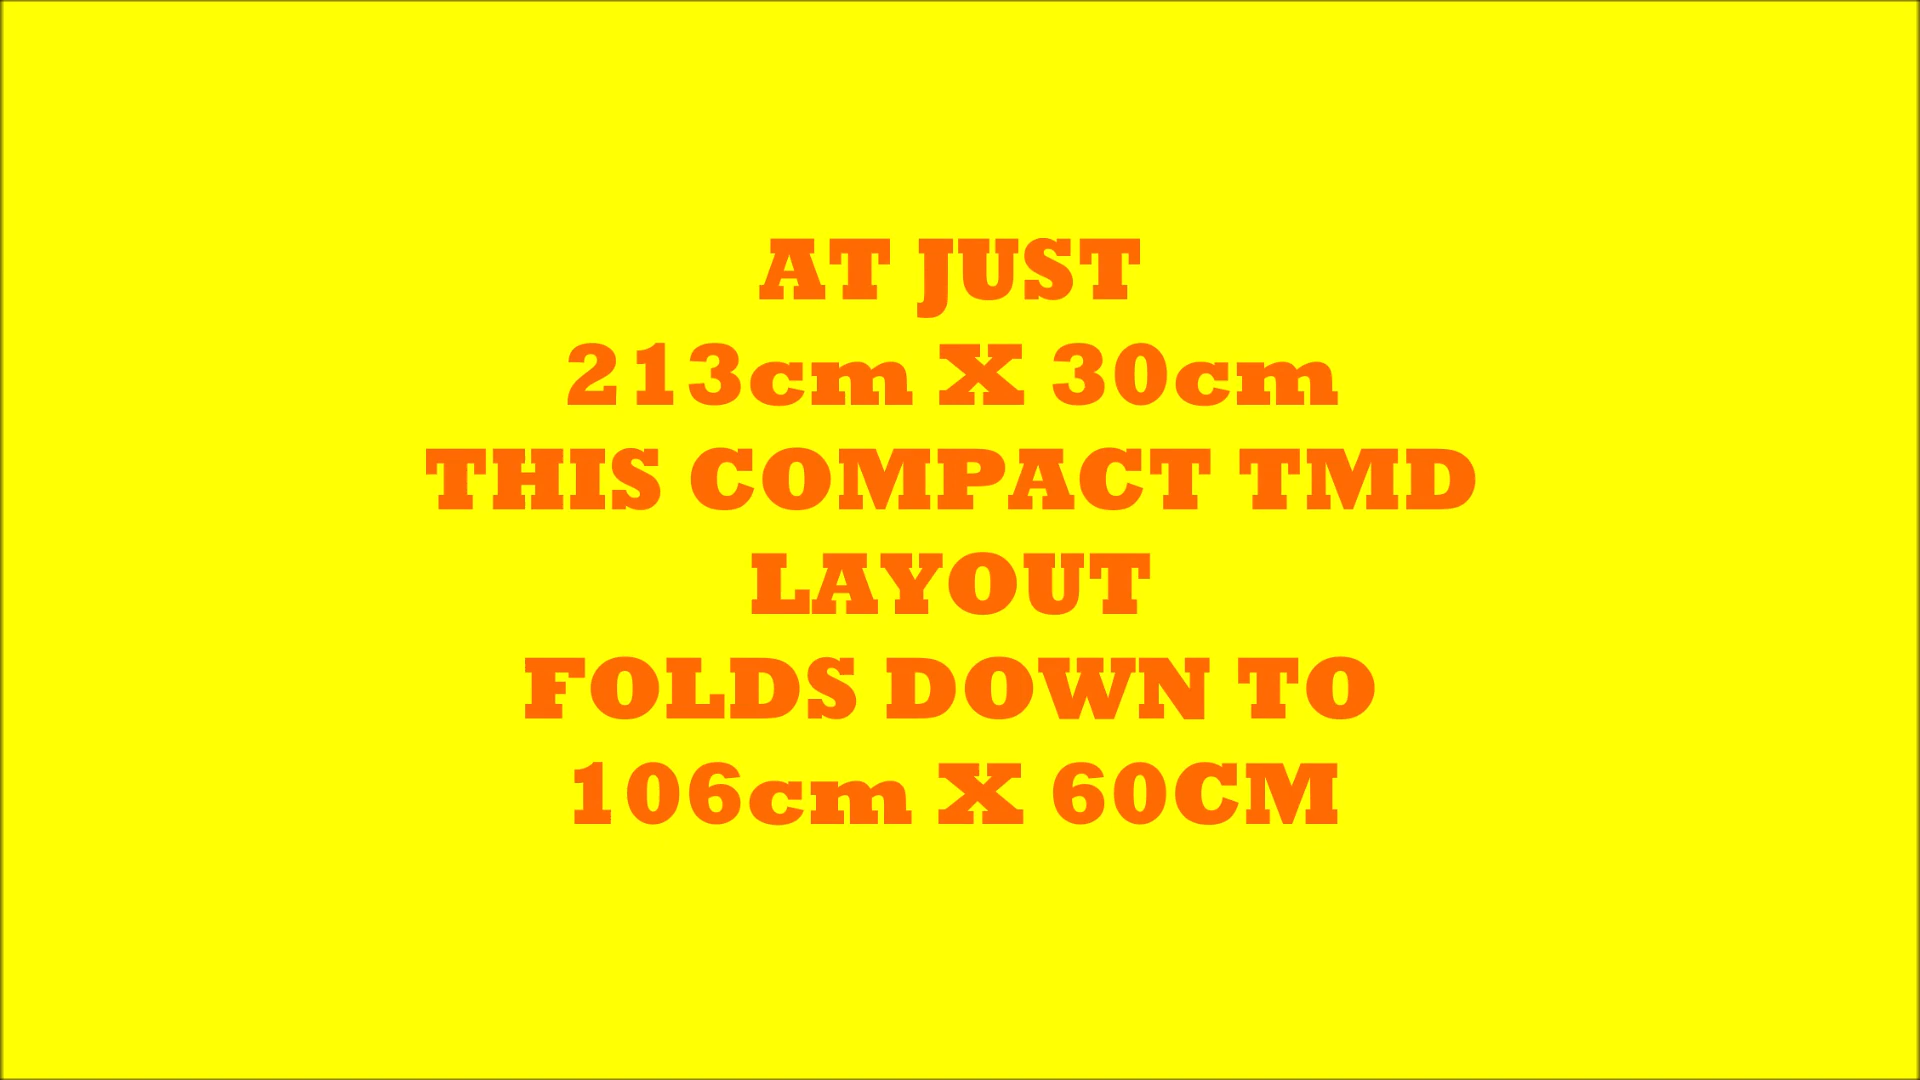 AT JUST
213cm X 30cm
THIS COMPACT TMD
LAYOUT
FOLDS DOWN TO
106cm X 60CM